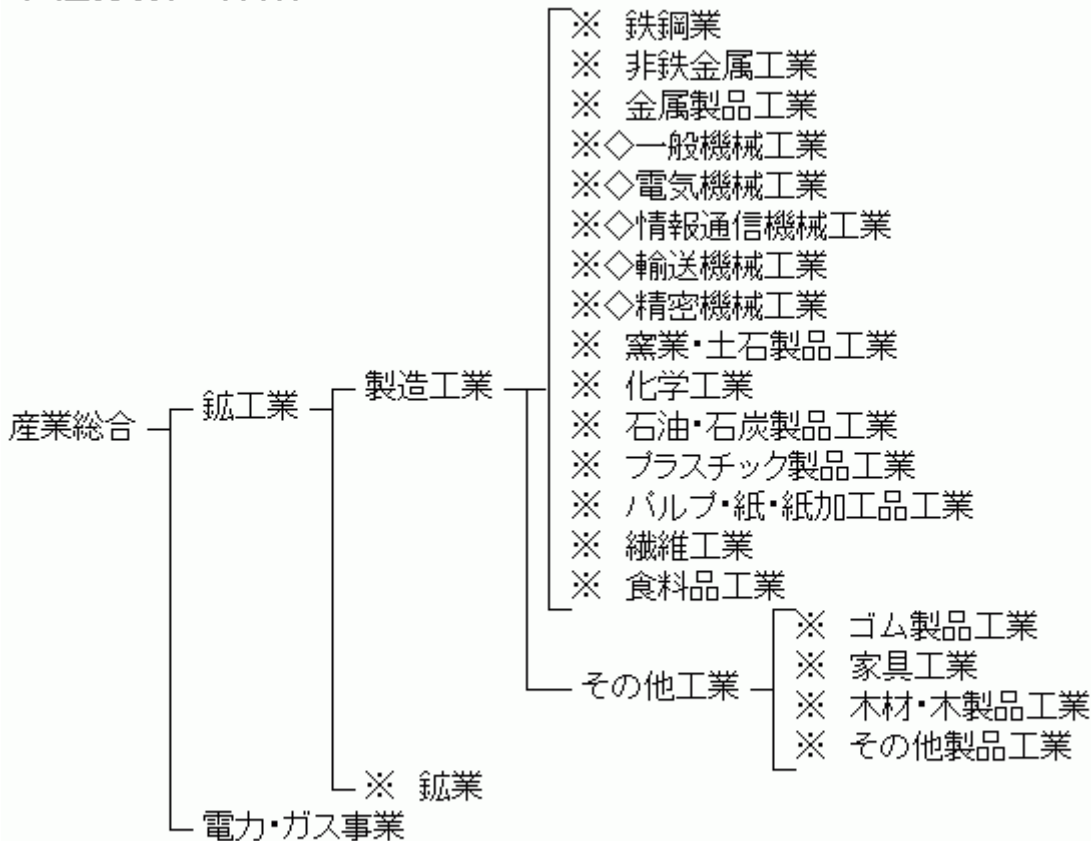 ※ 鉄鋼業
※ 非鉄金属工業
※ 金属製品工業
※◇一般機械工業
※◇電気機械工業
※◇情報通信機械工業
※◇輸送機械工業
※◇精密機械工業
※ 窯業・土石製品工業
※ 化学工業
※ 石油・石炭製品工業
※ プラスチック製品工業
※ パルプ・紙・紙加工品工業
※ 繊維工業
※ 食料品工業
製造工業
鉱工業
産業総合
※ ゴム製品工業
※ 家具工業
※ 木材・木製品工業
※ その他製品工業
その他工業
※ 鉱業
電力・ガス事業